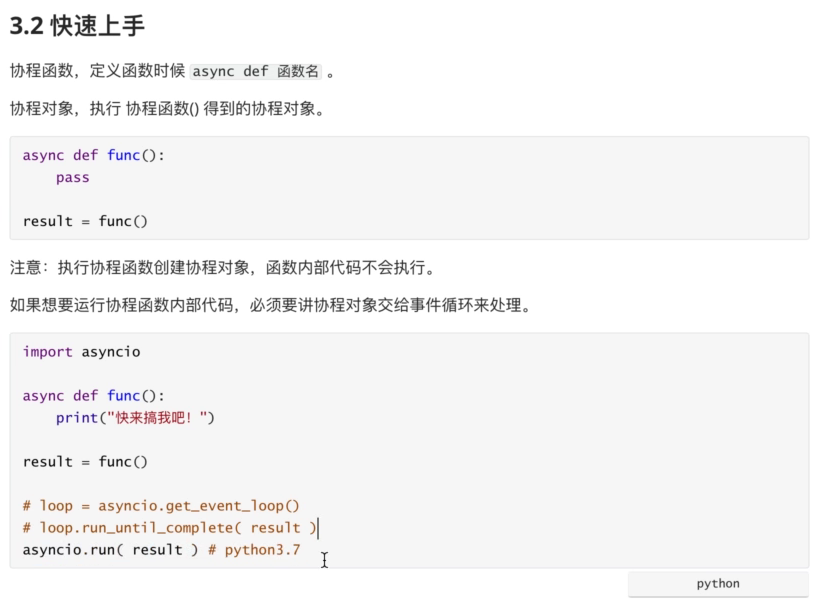 3.2 快速上手
协程函数，定义函数时候 async def 函数名 。
协程对象，执行 协程函数() 得到的协程对象。
async def func():
    pass
result = func()
注意：执行协程函数创建协程对象，函数内部代码不会执行。
如果想要运行协程函数内部代码，必须要讲协程对象交给事件循环来处理。
import asyncio
async def func():
    print("快来搞我吧！")
result = func()
# loop = asyncio.get_event_loop()
# loop.run_until_complete( result )
asyncio.run( result ) # python3.7
python